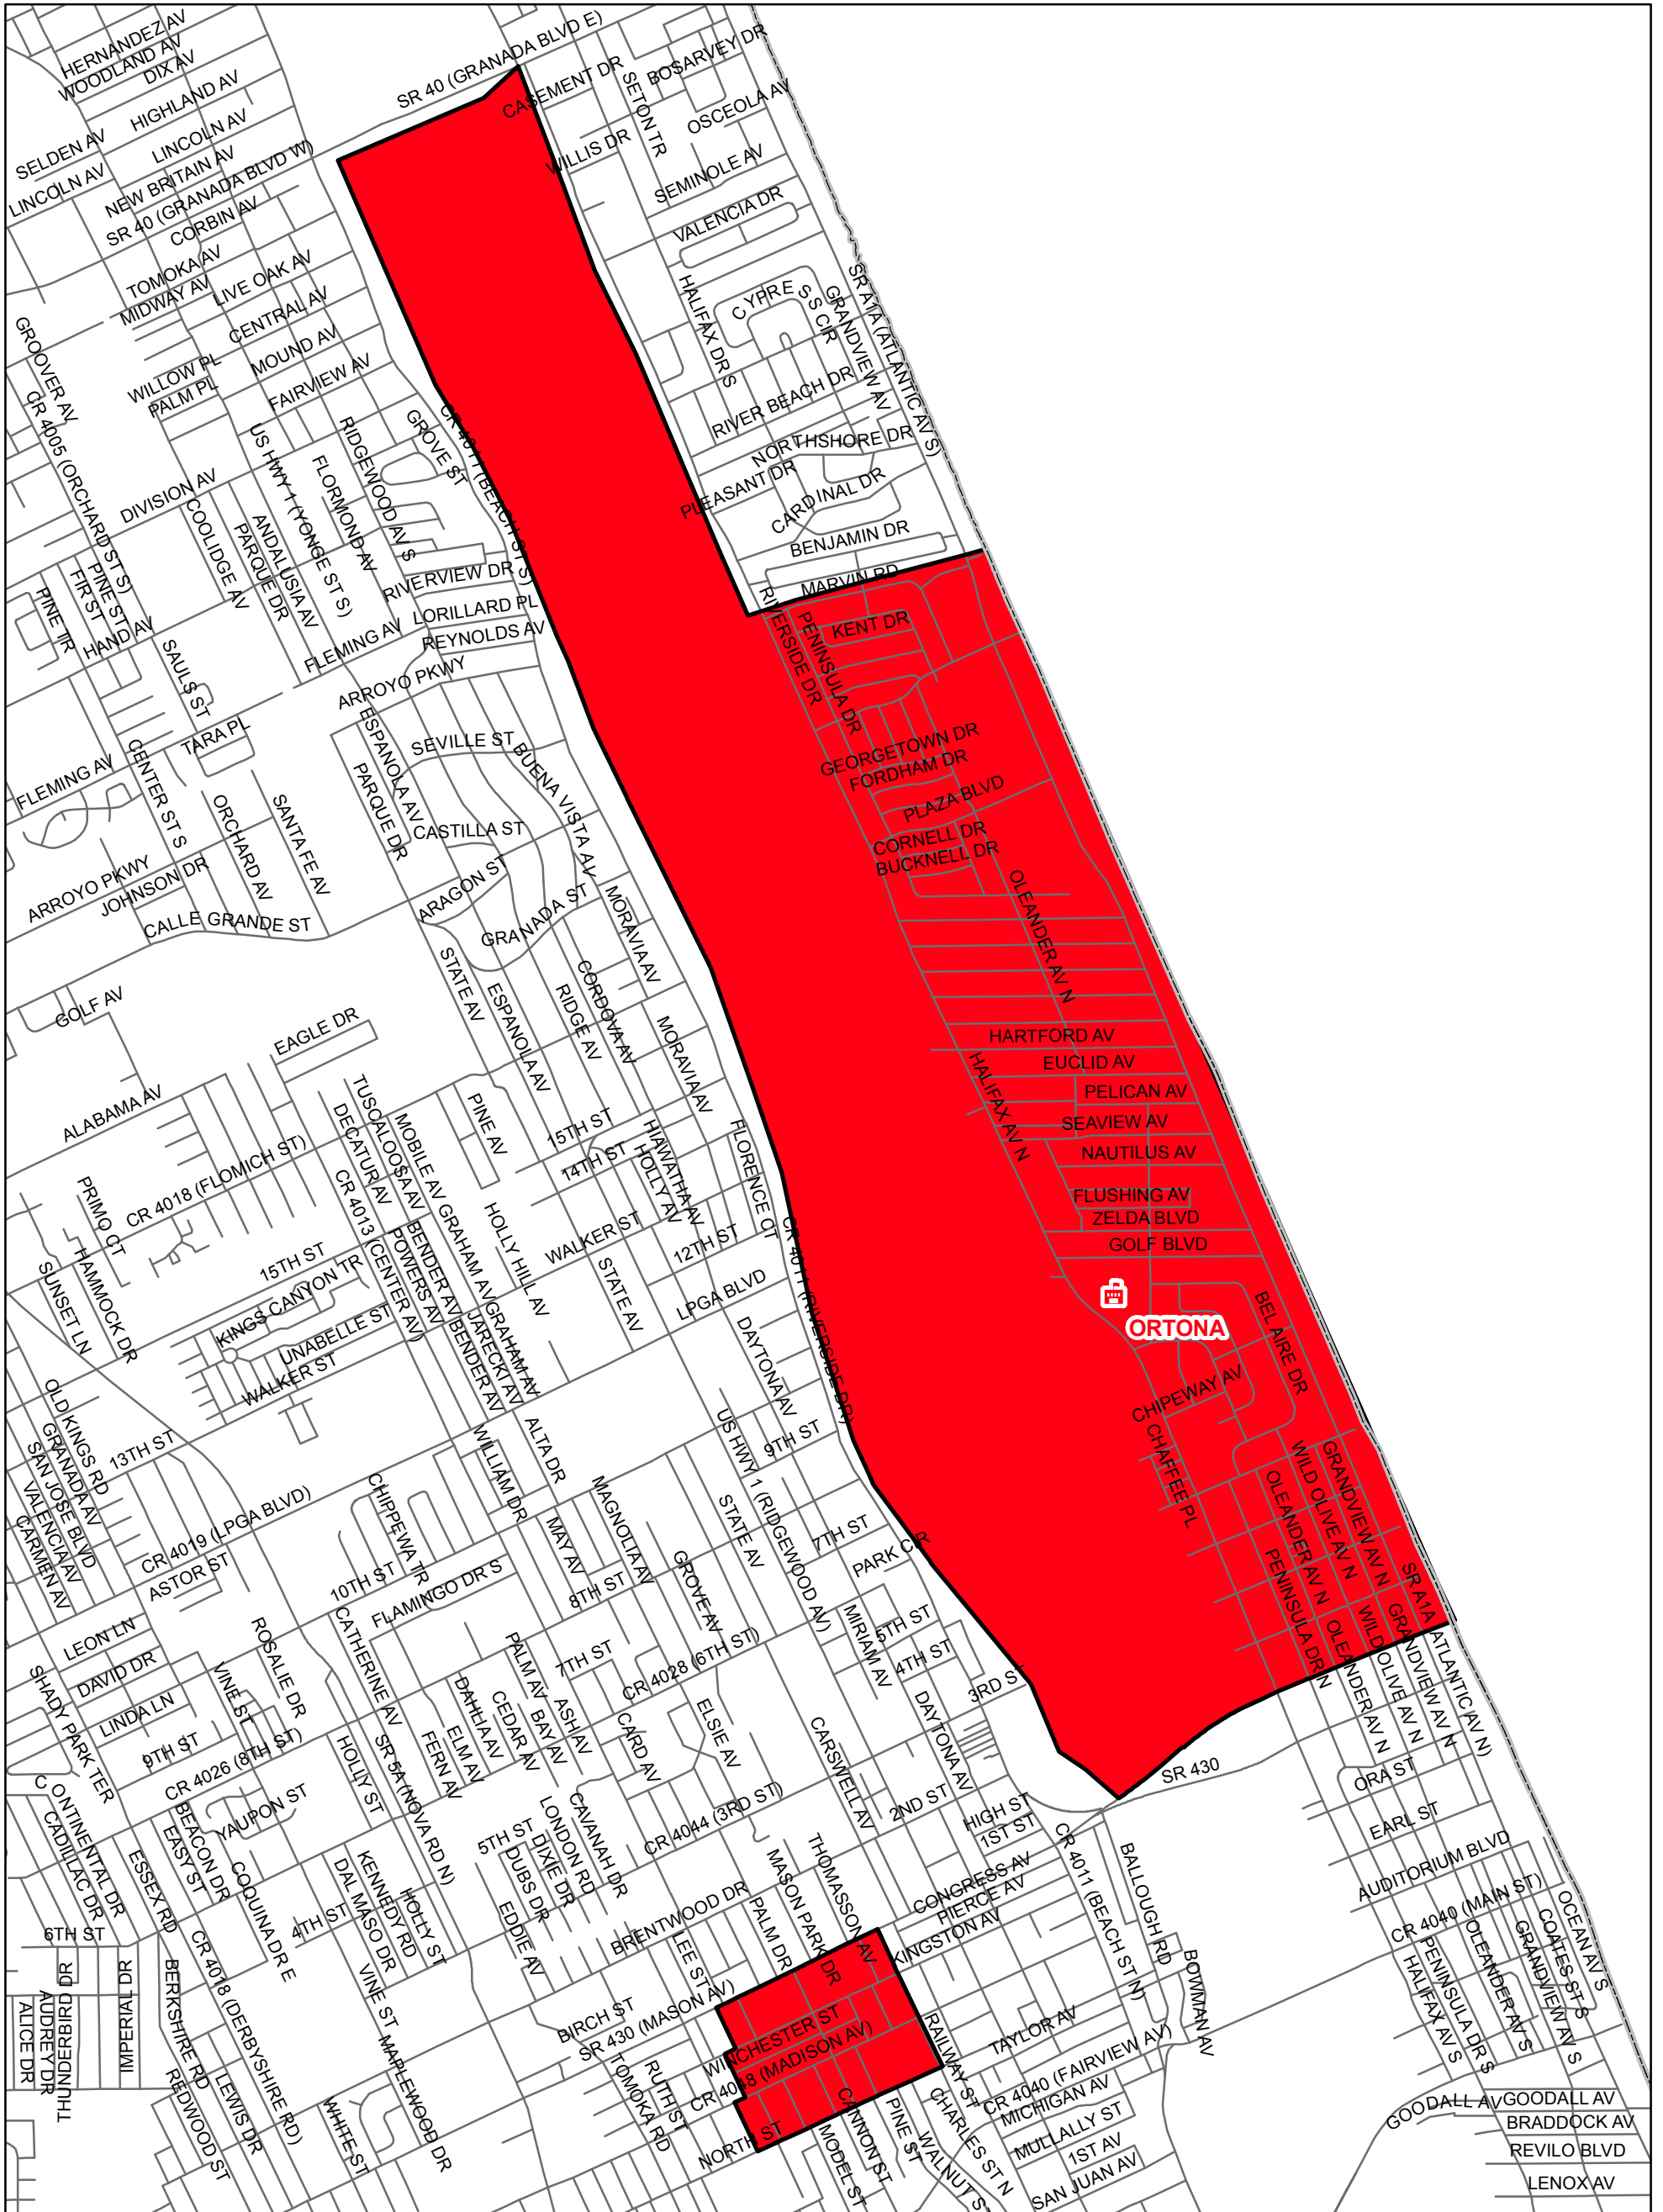 HERNANDEZ AV
WOODLAND AV
DIX AV
HIGHLAND AV
SELDEN AV
LINCOLN AV
LINCOLN AV
NEW BRITAIN AV
SR 40 (GRANADA BLVD W)
CORBIN AV
SR 40 (GRANADA BLVD E)
CASEMENT DR
SETON TR
BOSARVEY DR
OSCEOLA AV
WILLIS DR
SEMINOLE AV
VALENCIA DR
TOMOKA AV
MIDWAY AV
LIVE OAK AV
CENTRAL AV
MOUND AV
WILLOW PL
PALM PL
FAIRVIEW AV
GROOVER AV
CR 4005 (ORCHARD ST S)
HALIFAX DR S
CYPRESS CIR
GRANDVIEW AV
SR A1A (ATLANTIC AV S)
RIVER BEACH DR
NORTHSHORE DR
PLEASANT DR
CARDINAL DR
BENJAMIN DR
MARVIN RD
DIVISION AV
COOLIDGE AV
PARQUE DR
ANDALUSIA AV
US HWY 1 (YONGE ST S)
FLORMOND AV
RIDGEWOOD AV S
GROVE ST
CR 4011 (BEACH ST S)
RIVERVIEW DR
LORILLARD PL
REYNOLDS AV
FLEMING AV
ARROYO PKWY
PINE TR
FIR ST
PINE ST
HAND AV
SAULS ST
TARA PL
RIVERSIDE DR
PENINSULA DR
KENT DR
GEORGETOWN DR
FORDHAM DR
PLAZA BLVD
CORNELL DR
BUCKNELL DR
OLEANDER AV N
ESPANOLA AV
PARQUE DR
SEVILLE ST
BUENA VISTA AV
CASTILLA ST
ARAGON ST
GRANADA ST
MORAVIA AV
FLEMING AV
CENTER ST S
ORCHARD AV
SANTA FE AV
ARROYO PKWY
JOHNSON DR
CALLE GRANDE ST
STATE AV
ESPANOLA AV
RIDGE AV
CORDOVA AV
MORAVIA AV
GOLF AV
EAGLE DR
ALABAMA AV
HARTFORD AV
EUCLID AV
PELICAN AV
SEAVIEW AV
NAUTILUS AV
FLUSHING AV
ZELDA BLVD
GOLF BLVD
HALIFAX AV N
ORTONA
BEL AIRE DR
CHIPEWAY AV
CHAFFEE PL
TUSCALOOSA AV
DECATUR AV
MOBILE AV
PINE AV
15TH ST
14TH ST
HIAWATHA AV
HOLLY AV
FLORENCE CT
CR 4018 (FLOMICH ST)
PRIMO CT
HAMMOCK DR
SUNSET LN
CR 4013 (CENTER AV)
POWERS AV
BENDER AV
GRAHAM AV
HOLLY HILL AV
WALKER ST
12TH ST
LPGA BLVD
STATE AV
CR 4011 (RIVERSIDE DR)
15TH ST
KINGS CANYON TR
UNABELLE ST
WALKER ST
BENDER AV
JARECKI AV
GRAHAM AV
DAYTONA AV
9TH ST
OLD KINGS RD
GRANADA AV
SAN JOSE BLVD
VALENCIA AV
CARMEN AV
13TH ST
CR 4019 (LPGA BLVD)
ASTOR ST
CHIPPEWA TR
WILLIAM DR
ALTA DR
MAY AV
MAGNOLIA AV
STATE AV
US HWY 1 (RIDGEWOOD AV)
7TH ST
PARK CIR
10TH ST
FLAMINGO DR S
8TH ST
GROVE AV
MIRIAM AV
5TH ST
4TH ST
3RD ST
LEON LN
DAVID DR
LINDA LN
SHADY PARK TER
ROSALIE DR
VINE ST
CATHERINE AV
7TH ST
CR 4028 (6TH ST)
PALM AV
ASH AV
BAY AV
CEDAR AV
DAHLIA AV
ELM AV
FERN AV
CARD AV
ELSIE AV
CARSWELL AV
DAYTONA AV
OLEANDER AV N
PENINSULA DR N
WILD OLIVE AV N
GRANDVIEW AV N
SR A1A (ATLANTIC AV N)
OLEANDER AV N
WILD OLIVE AV N
GRANDVIEW AV N
SR 430
ORA ST
EARL ST
AUDITORIUM BLVD
CR 4040 (MAIN ST)
9TH ST
CR 4026 (8TH ST)
HOLLY ST
SR 5A (NOVA RD N)
CONTINENTAL DR
CADILLAC DR
YAUPON ST
BEACON DR
EASY ST
ESSEX RD
COQUINA DR E
5TH ST
DIXIE DR
DUBS DR
LONDON RD
CAVANAH DR
CR 4044 (3RD ST)
EDDIE AV
2ND ST
HIGH ST
1ST ST
CONGRESS AV
PIERCE AV
KINGSTON AV
CR 4011 (BEACH ST N)
BALLOUGH RD
BOWMAN AV
THOMASSON AV
MASON PARK DR
PALM DR
BRENTWOOD DR
LEE ST
KENNEDY RD
DAL MASO DR
HOLLY ST
4TH ST
6TH ST
THUNDERBIRD DR
AUDREY DR
ALICE DR
IMPERIAL DR
BERKSHIRE RD
CR 4018 (DERBYSHIRE RD)
REDWOOD ST
LEWIS DR
VINE ST
MAPLEWOOD DR
WHITE ST
BIRCH ST
SR 430 (MASON AV)
TOMOKA RD
RUTH ST
WINCHESTER ST
CR 4048 (MADISON AV)
NORTH ST
MODEL ST
CANNON ST
PINE ST
WALNUT ST
CHARLES ST N
RAILWAY ST
TAYLOR AV
CR 4040 (FAIRVIEW AV)
MICHIGAN AV
MULLALLY ST
1ST AV
SAN JUAN AV
HALIFAX AV S
PENINSULA DR S
OLEANDER AV S
GRANDVIEW AV S
COATES ST S
OCEAN AV S
GOODALL AV
GOODALL AV
BRADDOCK AV
REVILO BLVD
LENOX AV